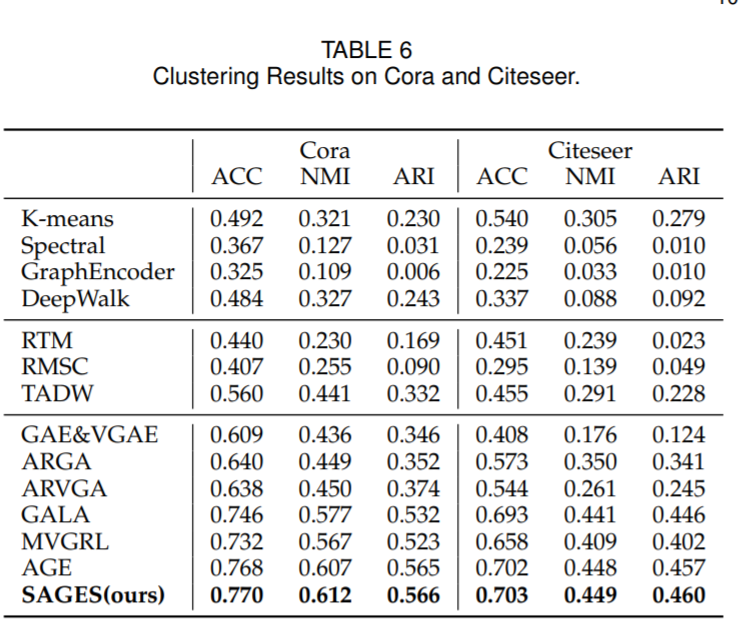 TABLE 6
Clustering Results on Cora and Citeseer.
Cora Citeseer
ACC NMI ARI ACC NMI ARI
K-means 0.492 0.321 0.230 0.540 0.305 0.279
Spectral 0.367 0.127 0.031 0.239 0.056 0.010
GraphEncoder 0.325 0.109 0.006 0.225 0.033 0.010
DeepWalk 0.484 0.327 0.243 0.337 0.088 0.092
RTM 0.440 0.230 0.169 0.451 0.239 0.023
RMSC 0.407 0.255 0.090 0.295 0.139 0.049
TADW 0.560 0.441 0.332 0.455 0.291 0.228
GAE&VGAE 0.609 0.436 0.346 0.408 0.176 0.124
ARGA 0.640 0.449 0.352 0.573 0.350 0.341
ARVGA 0.638 0.450 0.374 0.544 0.261 0.245
GALA 0.746 0.577 0.532 0.693 0.441 0.446
MVGRL 0.732 0.567 0.523 0.658 0.409 0.402
AGE 0.768 0.607 0.565 0.702 0.448 0.457
SAGES(ours) 0.770 0.612 0.566 0.703 0.449 0.460